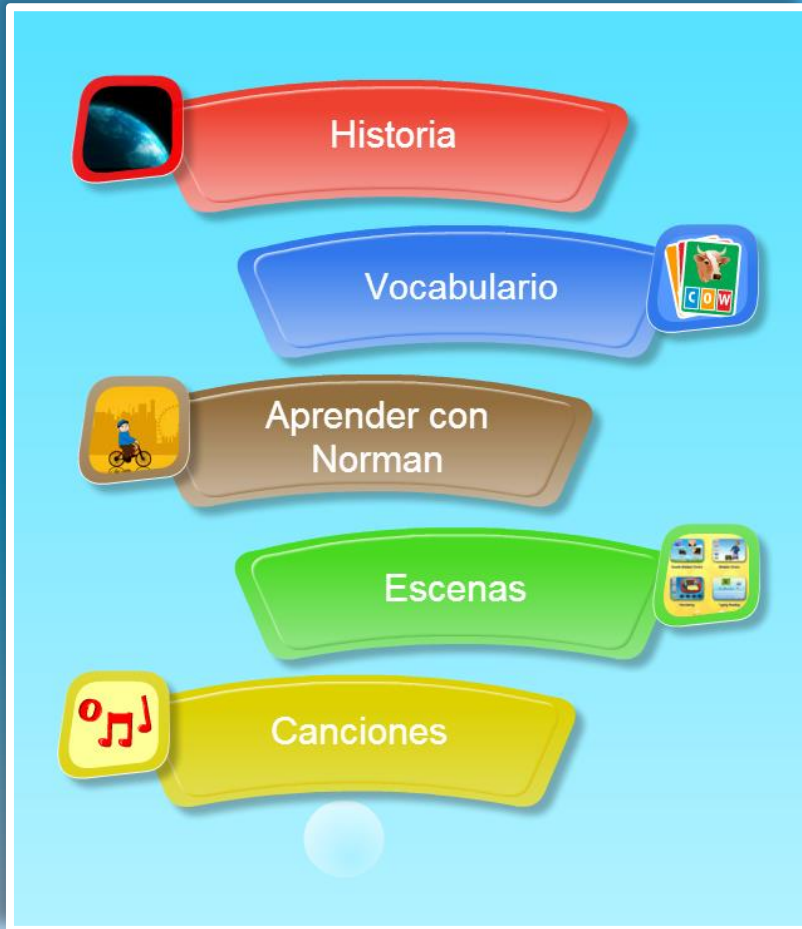 Historia
Vocabulario
COW
Aprender con
Norman
Escenas
Canciones